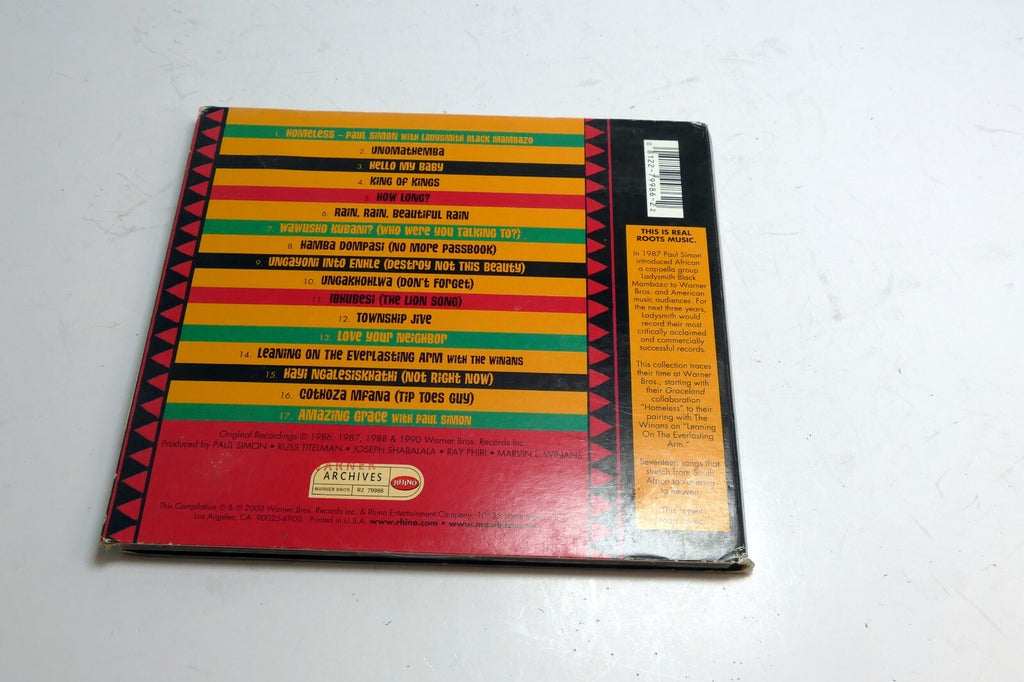 1. HOMELESS – PAUL SIMON WITH LADYSMITH BLACK MAMBAZO
2. UNOMATHEMBA
3. HELLO MY BABY
4. KING OF KINGS
5. HOW LONG?
6. RAIN, RAIN, BEAUTIFUL RAIN
7. WAWUSHO KUBANI? (WHO WERE YOU TALKING TO?)
8. HAMBA DOMPASI (NO MORE PASSBOOK)
9. UNGAYONI INTO ENHLE (DESTROY NOT THIS BEAUTY)
10. UNGAKHOHLWA (DON'T FORGET)
11. IBHUBESI (THE LION SONG)
12. TOWNSHIP JIVE
13. LOVE YOUR NEIGHBOR
14. LEANING ON THE EVERLASTING ARM WITH THE WINANS
15. HAYI NGALESISKHATHI (NOT RIGHT NOW)
16. COTHOZA MFANA (TIP TOES GUY)
17. AMAZING GRACE WITH PAUL SIMON
Original Recordings ℗ 1986, 1987, 1988 & 1990 Warner Bros. Records Inc.
Produced by PAUL SIMON • RUSS TITELMAN • JOSEPH SHABALALA • RAY PHIRI • MARVIN L. WINANS
WARNER
ARCHIVES
WARNER BROS. R2 79986
RHINO
This Compilation ℗ & © 2000 Warner Bros. Records Inc. & Rhino Entertainment Company
Los Angeles, CA 90025-4900. Printed in U.S.A. www.rhino.com •
8 122-79986-2 2
THIS IS REAL
ROOTS MUSIC.
In 1987 Paul Simon
introduced African
a cappella group
Ladysmith Black
Mambazo to Warner
Bros. and American
music audiences. For
the next three years,
Ladysmith would
record their most
critically acclaimed
and commercially
successful records.
This collection traces
their time at Warner
Bros., starting with
their Graceland
collaboration
"Homeless" to their
pairing with The
Winans on "Leaning
On The Everlasting
Arm."
Seventeen songs that
stretch from South
Africa to America
to heaven.
This is real
roots music.